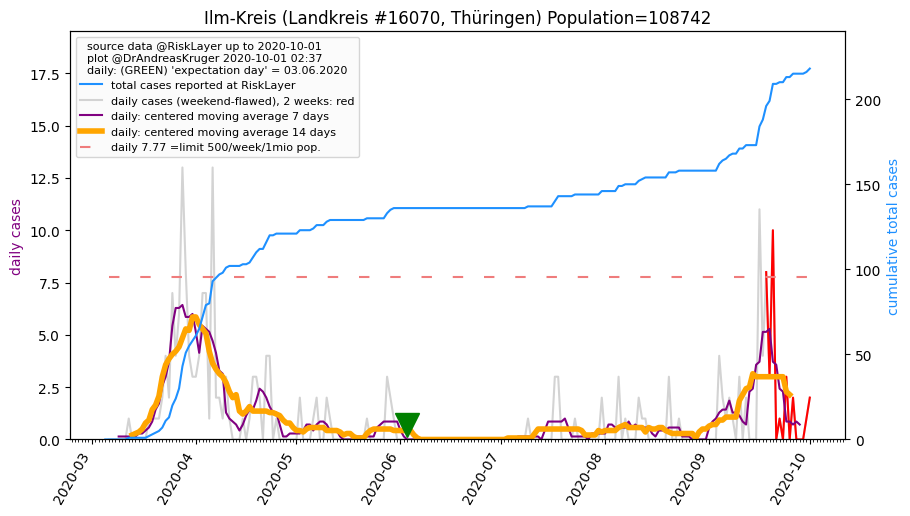 Ilm-Kreis (Landkreis #16070, Thüringen) Population=108742
source data @RiskLayer up to 2020-10-01
plot @DrAndreasKruger 2020-10-01 02:37
daily: (GREEN) 'expectation day' = 03.06.2020
total cases reported at RiskLayer
daily cases (weekend-flawed), 2 weeks: red
daily: centered moving average 7 days
daily: centered moving average 14 days
daily 7.77 =limit 500/week/1mio pop.
daily cases
17.5
15.0
12.5
10.0
7.5
5.0
2.5
0.0
200
150
100
50
0
cumulative total cases
2020-03
2020-04
2020-05
2020-06
2020-07
2020-08
2020-09
2020-10